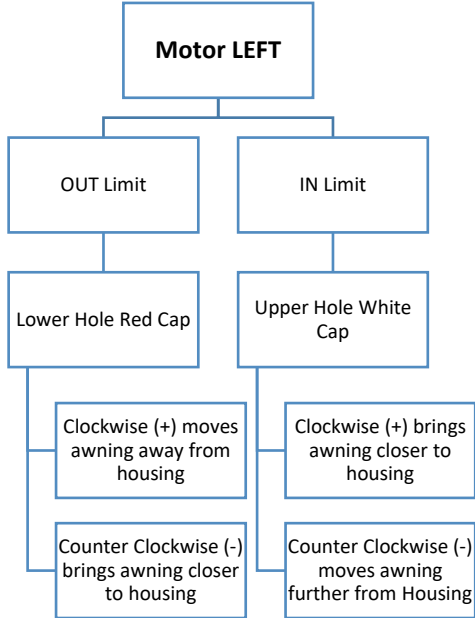 Motor LEFT
OUT Limit
IN Limit
Lower Hole Red Cap
Upper Hole White
Cap
Clockwise (+) moves
awning away from
housing
Clockwise (+) brings
awning closer to
housing
Counter Clockwise (-)
brings awning closer
to housing
Counter Clockwise (-)
moves awning
further from Housing